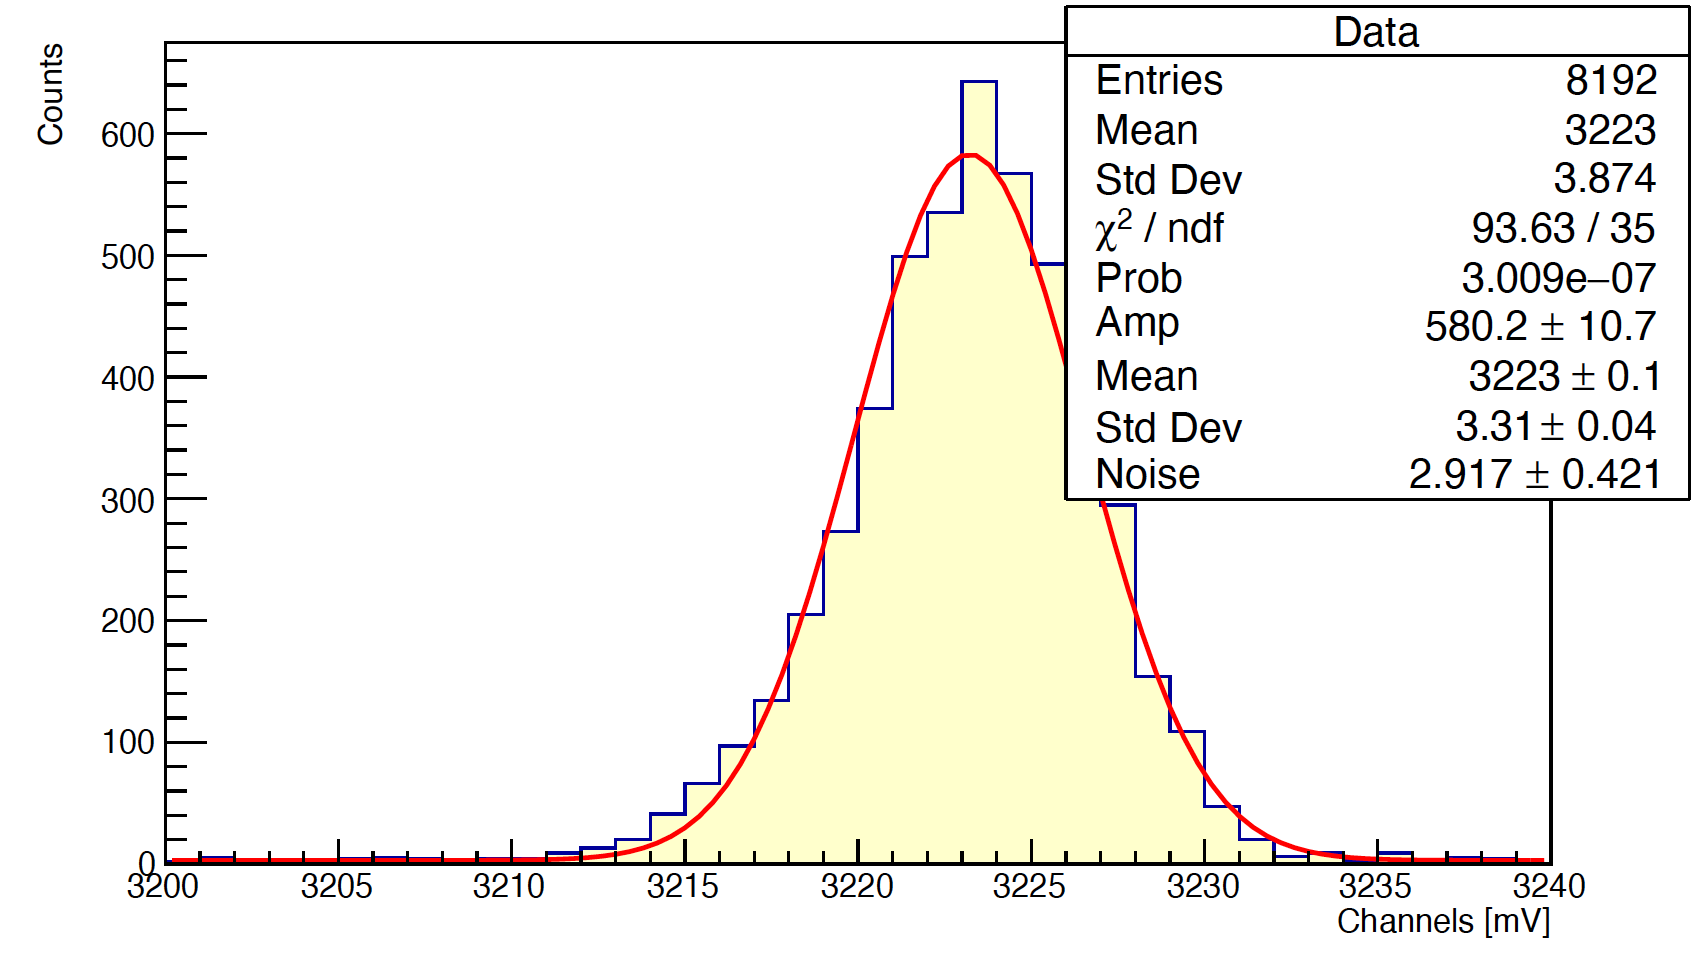 Counts
600
500
400
300
200
100
0
3200 3205 3210 3215 3220 3225 3230 3235 3240
Channels [mV]
Data
Entries 8192
Mean 3223
Std Dev 3.874
χ² / ndf 93.63 / 35
Prob 3.009e−07
Amp 580.2 ± 10.7
Mean 3223 ± 0.1
Std Dev 3.31± 0.04
Noise 2.917 ± 0.421